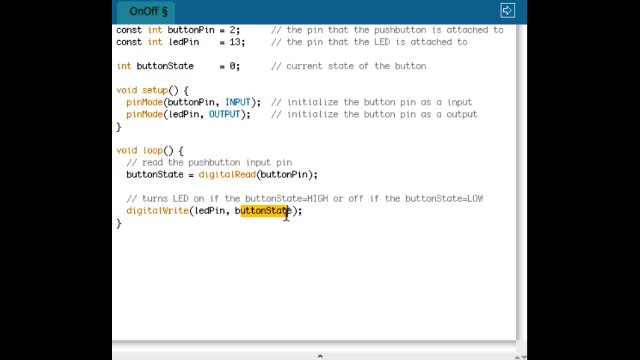 OnOff §
const int buttonPin = 2;     // the pin that the pushbutton is attached to
const int ledPin    = 13;    // the pin that the LED is attached to
int buttonState     = 0;     // current state of the button
void setup() {
  pinMode(buttonPin, INPUT);  // initialize the button pin as a input
  pinMode(ledPin, OUTPUT);    // initialize the button pin as a output
}
void loop() {
  // read the pushbutton input pin
  buttonState = digitalRead(buttonPin);
  // turns LED on if the buttonState=HIGH or off if the buttonState=LOW
  digitalWrite(ledPin, buttonState);
}